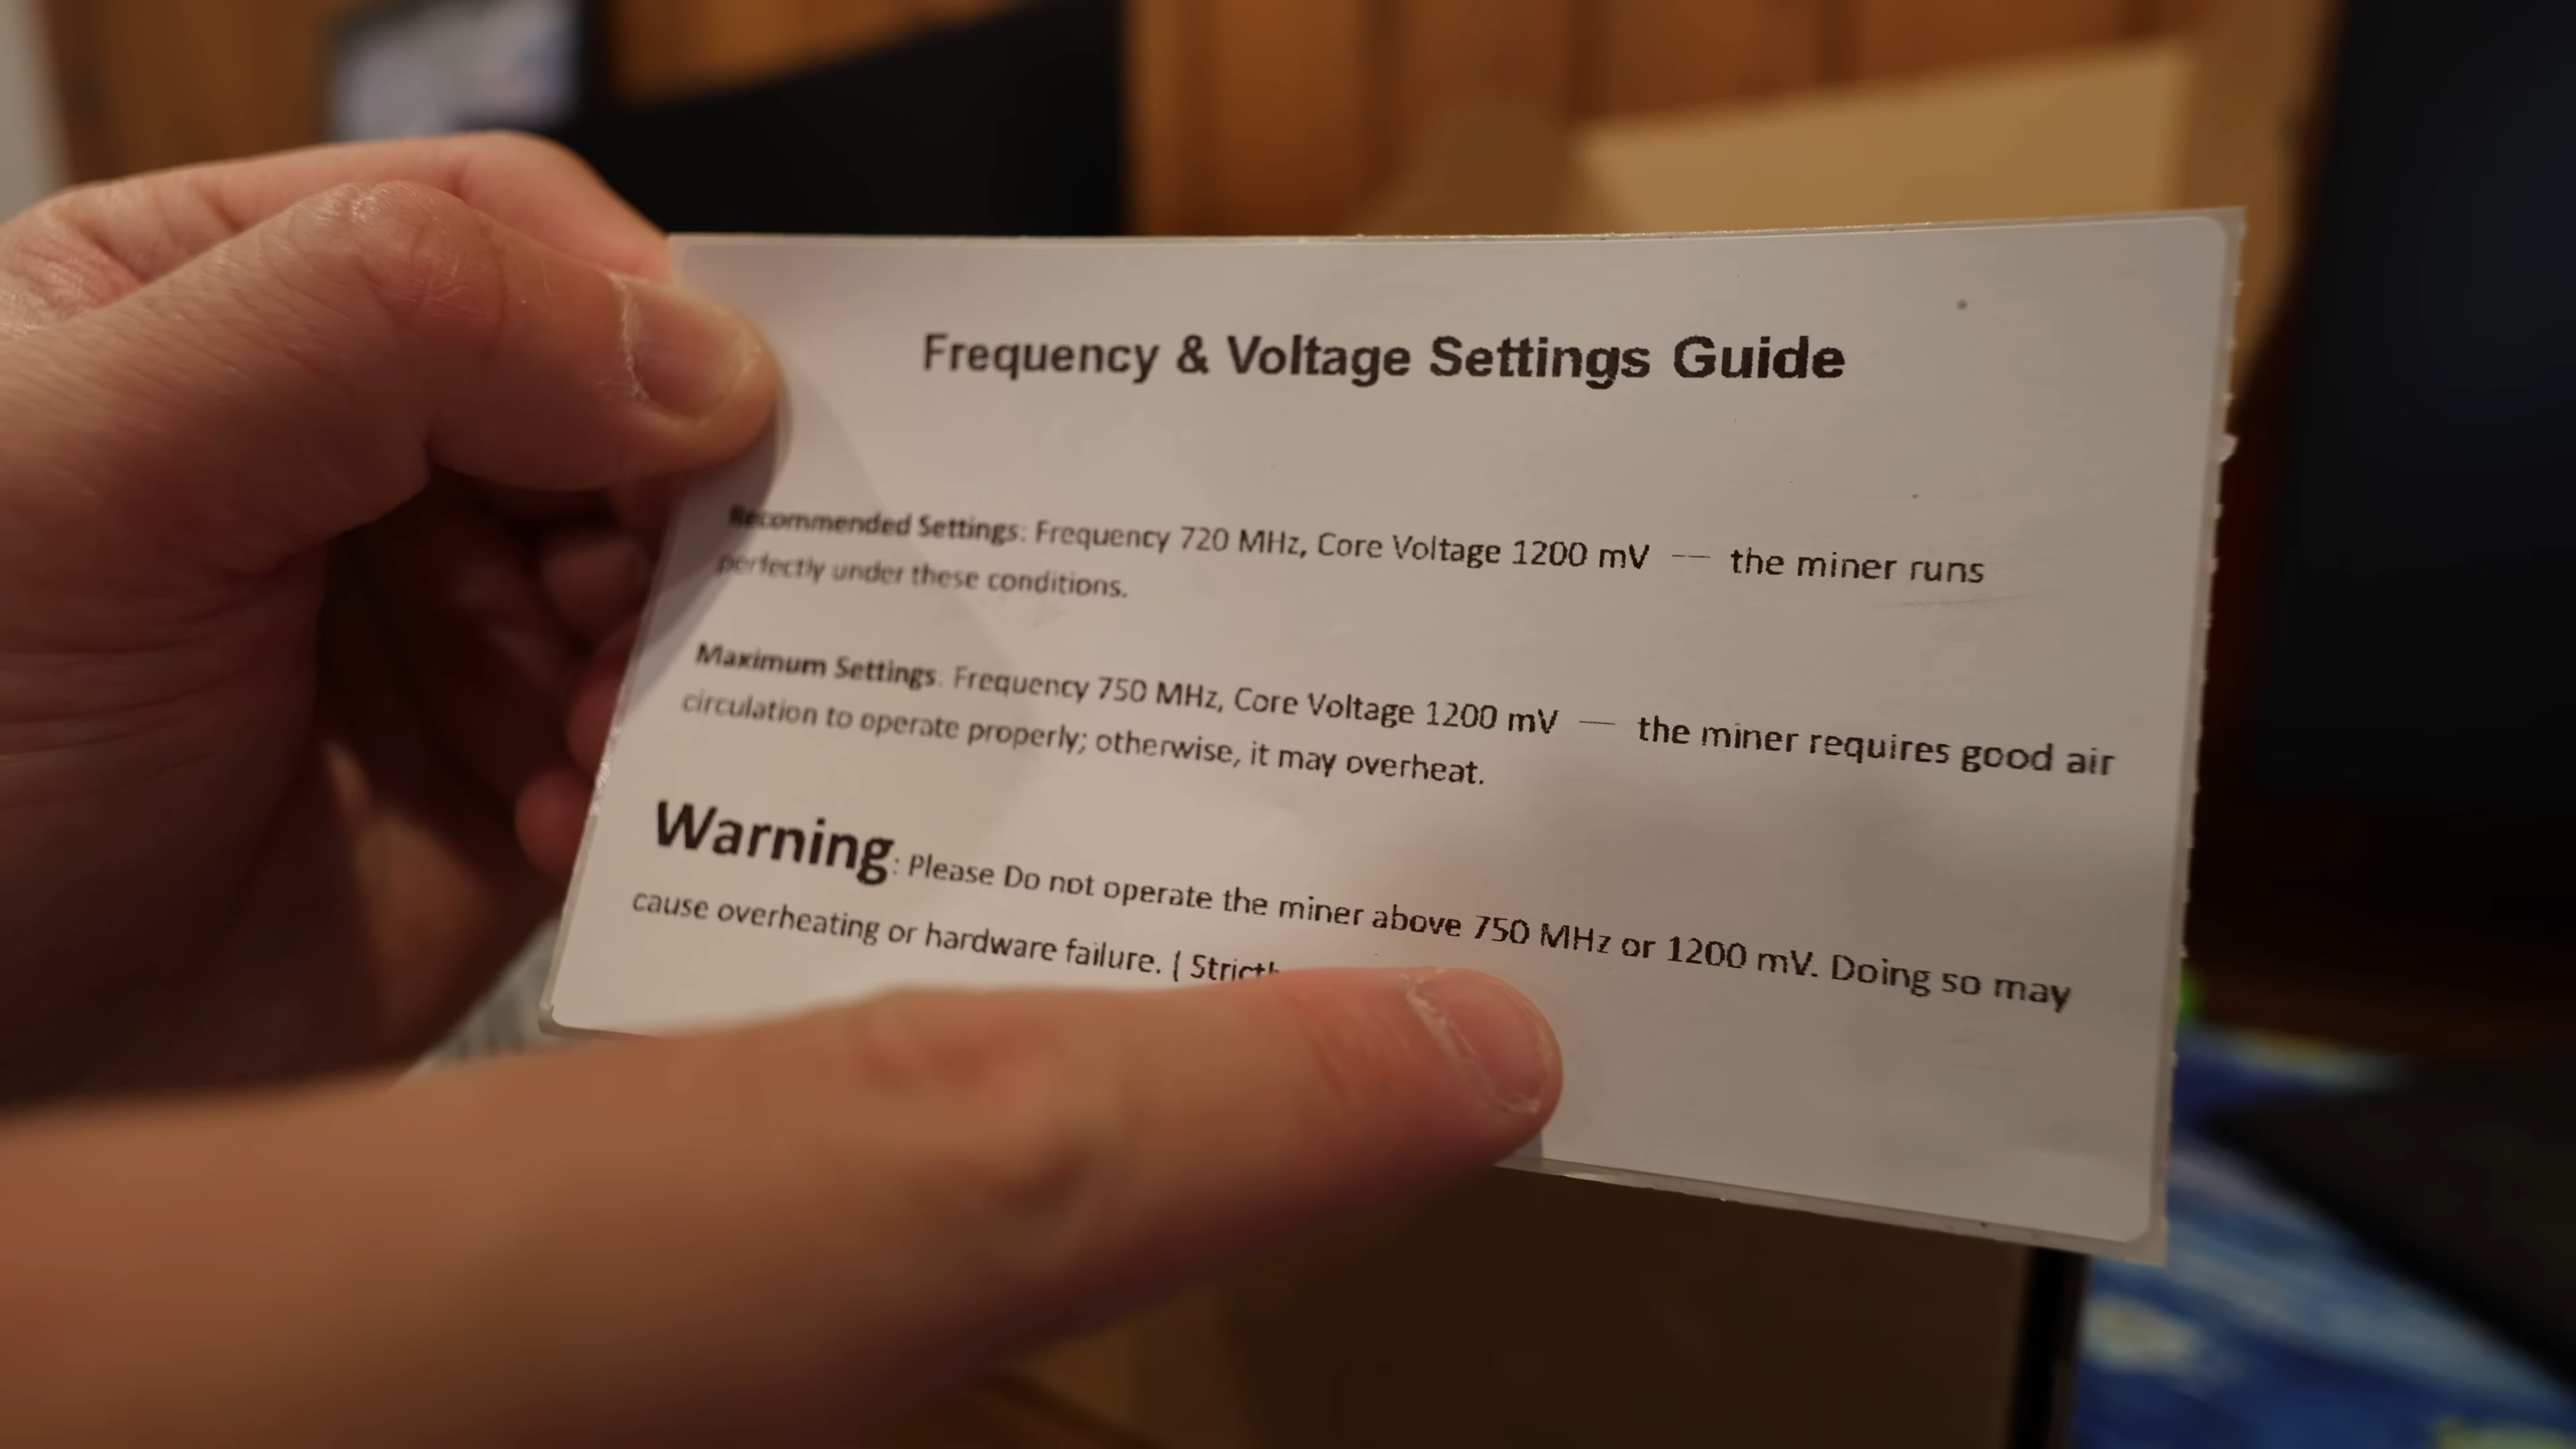 Frequency & Voltage Settings Guide
Recommended Settings: Frequency 720 MHz, Core Voltage 1200 mV — the miner runs
perfectly under these conditions.
Maximum Settings: Frequency 750 MHz, Core Voltage 1200 mV — the miner requires good air
circulation to operate properly; otherwise, it may overheat.
Warning: Please Do not operate the miner above 750 MHz or 1200 mV. Doing so may
cause overheating or hardware failure. (